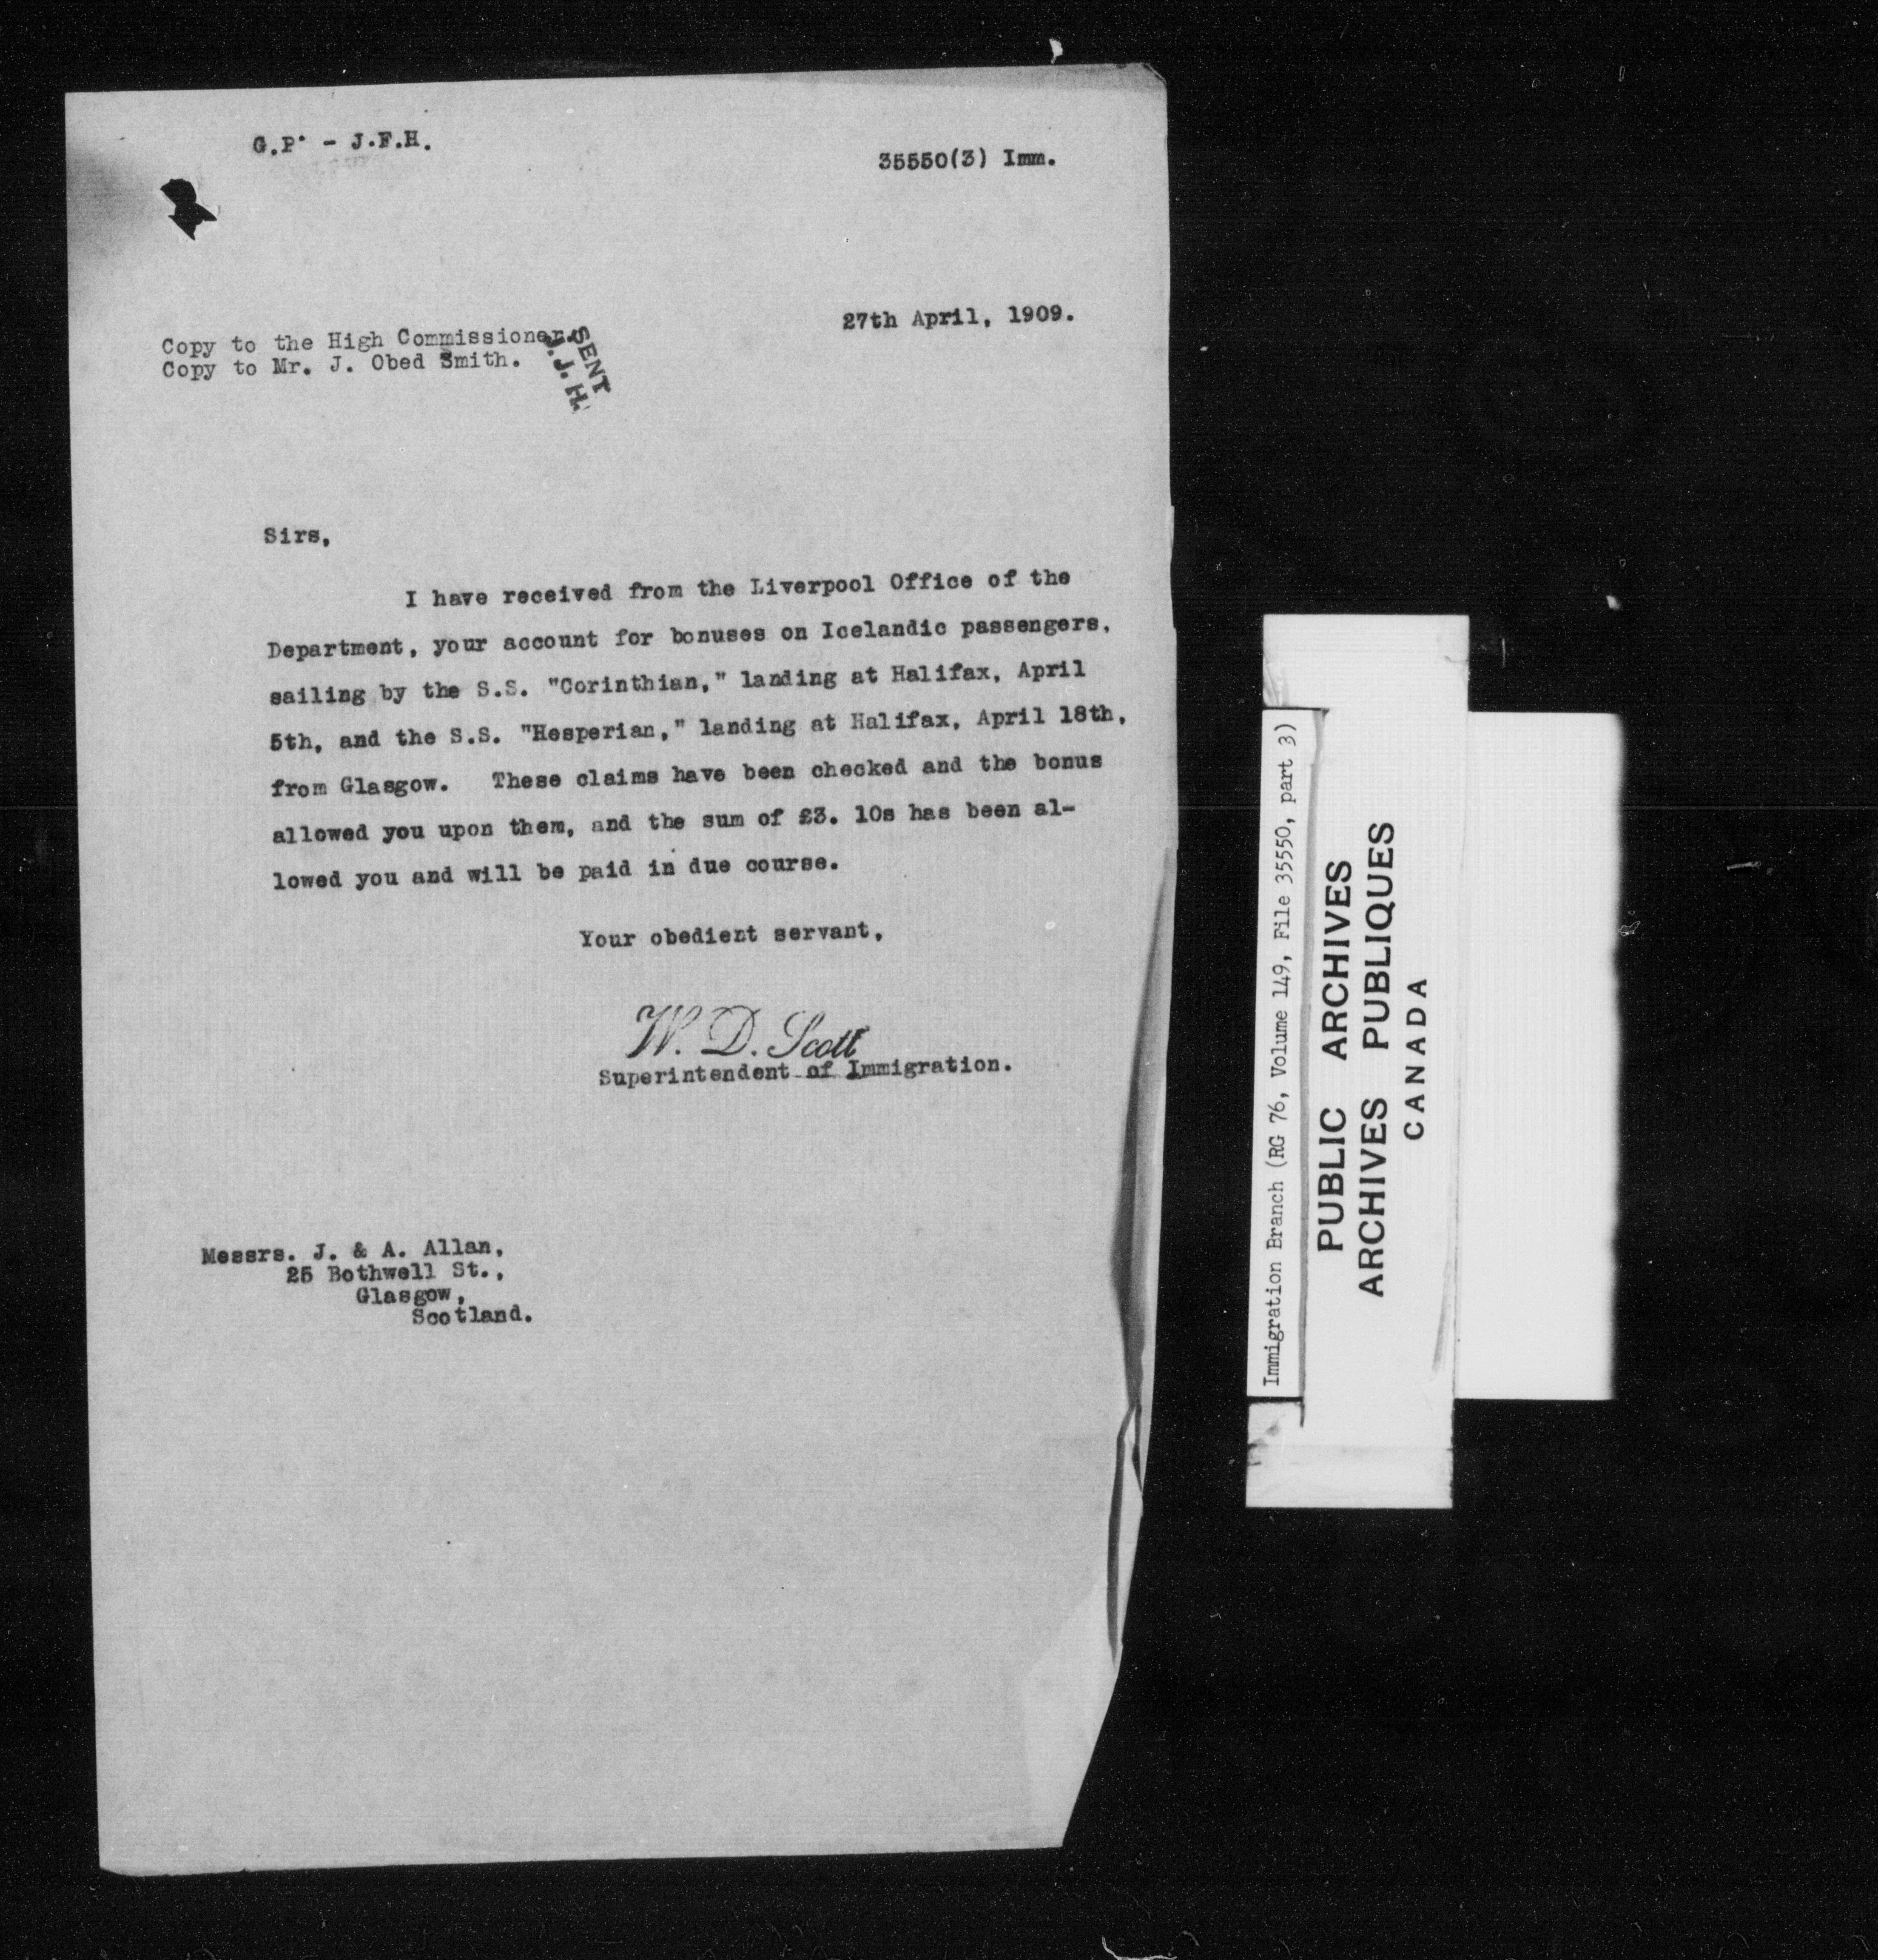 G.P. - J.F.H.
35550(3) Imm.
27th April, 1909.
Copy to the High Commissioner.
Copy to Mr. J. Obed Smith.
SENT
J. J. H.
Sirs,
I have received from the Liverpool Office of the
Department, your account for bonuses on Icelandic passengers,
sailing by the S.S. "Corinthian," landing at Halifax, April
5th, and the S.S. "Hesperian," landing at Halifax, April 18th,
from Glasgow. These claims have been checked and the bonus
allowed you upon them, and the sum of £3. 10s has been al-
lowed you and will be paid in due course.
Your obedient servant,
W. D. Scott
Superintendent of Immigration.
Messrs. J. & A. Allan,
25 Bothwell St.,
Glasgow,
Scotland.
Immigration Branch (RG 76, Volume 149, File 35550, part 3)
PUBLIC ARCHIVES
ARCHIVES PUBLIQUES
CANADA